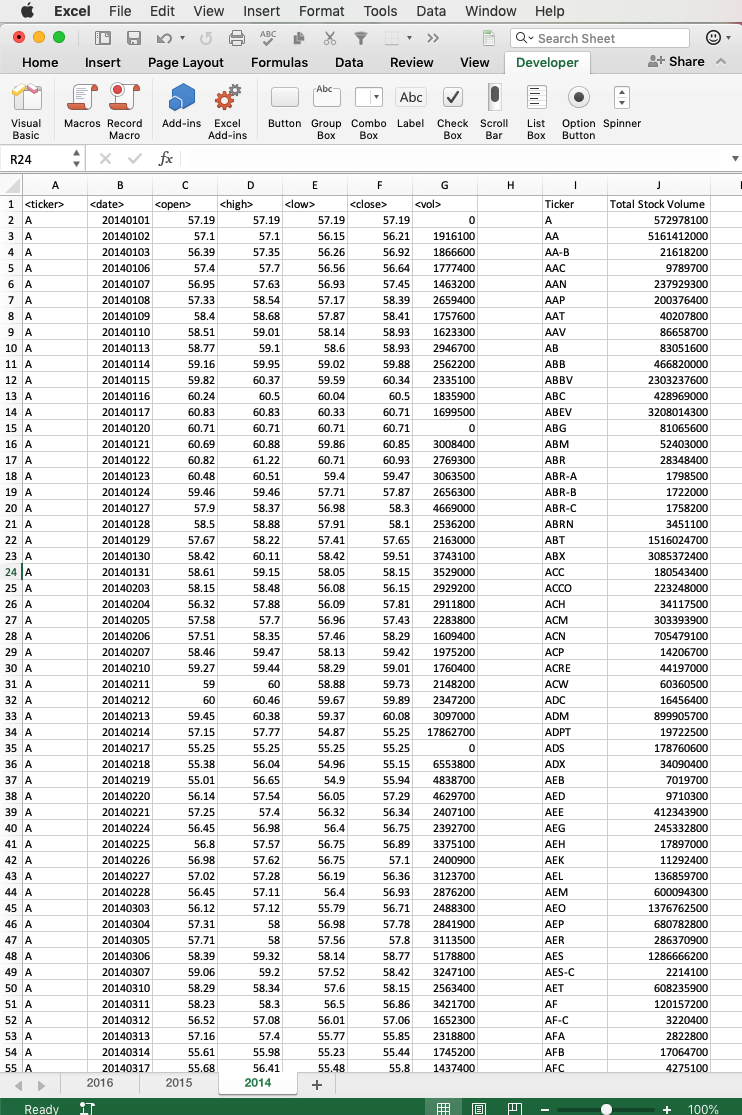 Excel File Edit View Insert Format Tools Data Window Help
ABC Search Sheet
Home Insert Page Layout Formulas Data Review View Developer Share
Abc Abc
Visual Basic Macros Record Macro Add-ins Excel Add-ins Button Group Box Combo Box Label Check Box Scroll Bar List Box Option Button Spinner
R24 fx
A B C D E F G H I J
1 <ticker> <date> <open> <high> <low> <close> <vol> Ticker Total Stock Volume
2 A 20140101 57.19 57.19 57.19 57.19 0 A 572978100
3 A 20140102 57.1 57.1 56.15 56.21 1916100 AA 5161412000
4 A 20140103 56.39 57.35 56.26 56.92 1866600 AA-B 21618200
5 A 20140106 57.4 57.7 56.56 56.64 1777400 AAC 9789700
6 A 20140107 56.95 57.63 56.93 57.45 1463200 AAN 237929300
7 A 20140108 57.33 58.54 57.17 58.39 2659400 AAP 200376400
8 A 20140109 58.4 58.68 57.87 58.41 1757600 AAT 40207800
9 A 20140110 58.51 59.01 58.14 58.93 1623300 AAV 86658700
10 A 20140113 58.77 59.1 58.6 58.93 2946700 AB 83051600
11 A 20140114 59.16 59.95 59.02 59.88 2562200 ABB 466820000
12 A 20140115 59.82 60.37 59.59 60.34 2335100 ABBV 2303237600
13 A 20140116 60.24 60.5 60.04 60.5 1835900 ABC 428969000
14 A 20140117 60.83 60.83 60.33 60.71 1699500 ABEV 3208014300
15 A 20140120 60.71 60.71 60.71 60.71 0 ABG 81065600
16 A 20140121 60.69 60.88 59.86 60.85 3008400 ABM 52403000
17 A 20140122 60.82 61.22 60.71 60.93 2769300 ABR 28348400
18 A 20140123 60.48 60.51 59.4 59.47 3063500 ABR-A 1798500
19 A 20140124 59.46 59.46 57.71 57.87 2656300 ABR-B 1722000
20 A 20140127 57.9 58.37 56.98 58.3 4669000 ABR-C 1758200
21 A 20140128 58.5 58.88 57.91 58.1 2536200 ABRN 3451100
22 A 20140129 57.67 58.22 57.41 57.65 2163000 ABT 1516024700
23 A 20140130 58.42 60.11 58.42 59.51 3743100 ABX 3085372400
24 A 20140131 58.61 59.15 58.05 58.15 3529000 ACC 180543400
25 A 20140203 58.15 58.48 56.08 56.15 2929200 ACCO 223248000
26 A 20140204 56.32 57.88 56.09 57.81 2911800 ACH 34117500
27 A 20140205 57.58 57.7 56.96 57.43 2283800 ACM 303393900
28 A 20140206 57.51 58.35 57.46 58.29 1609400 ACN 705479100
29 A 20140207 58.46 59.47 58.13 59.42 1975200 ACP 14206700
30 A 20140210 59.27 59.44 58.29 59.01 1760400 ACRE 44197000
31 A 20140211 59 60 58.88 59.73 2148200 ACW 60360500
32 A 20140212 60 60.46 59.67 59.89 2347200 ADC 16456400
33 A 20140213 59.45 60.38 59.37 60.08 3097000 ADM 899905700
34 A 20140214 57.15 57.77 54.87 55.25 17862700 ADPT 19722500
35 A 20140217 55.25 55.25 55.25 55.25 0 ADS 178760600
36 A 20140218 55.38 56.04 54.96 55.15 6553800 ADX 34090400
37 A 20140219 55.01 56.65 54.9 55.94 4838700 AEB 7019700
38 A 20140220 56.14 57.54 56.05 57.29 4629700 AED 9710300
39 A 20140221 57.25 57.4 56.32 56.34 2407100 AEE 412343900
40 A 20140224 56.45 56.98 56.4 56.75 2392700 AEG 245332800
41 A 20140225 56.8 57.57 56.75 56.89 3375100 AEH 17897000
42 A 20140226 56.98 57.62 56.75 57.1 2400900 AEK 11292400
43 A 20140227 57.02 57.28 56.19 56.36 3123700 AEL 136859700
44 A 20140228 56.45 57.11 56.4 56.93 2876200 AEM 600094300
45 A 20140303 56.12 57.12 55.79 56.71 2488300 AEO 1376762500
46 A 20140304 57.31 58 56.98 57.78 2841900 AEP 680782800
47 A 20140305 57.71 58 57.56 57.8 3113500 AER 286370900
48 A 20140306 58.39 59.32 58.14 58.77 5178800 AES 1286666200
49 A 20140307 59.06 59.2 57.52 58.42 3247100 AES-C 2214100
50 A 20140310 58.29 58.34 57.6 58.15 2563400 AET 608235900
51 A 20140311 58.23 58.3 56.5 56.86 3421700 AF 120157200
52 A 20140312 56.52 57.08 56.01 57.06 1652300 AF-C 3220400
53 A 20140313 57.16 57.4 55.77 55.85 2318800 AFA 2822800
54 A 20140314 55.61 55.98 55.23 55.44 1745200 AFB 17064700
55 A 20140317 55.68 56.41 55.48 55.8 1437400 AFC 4275100
2016 2015 2014
Ready 100%